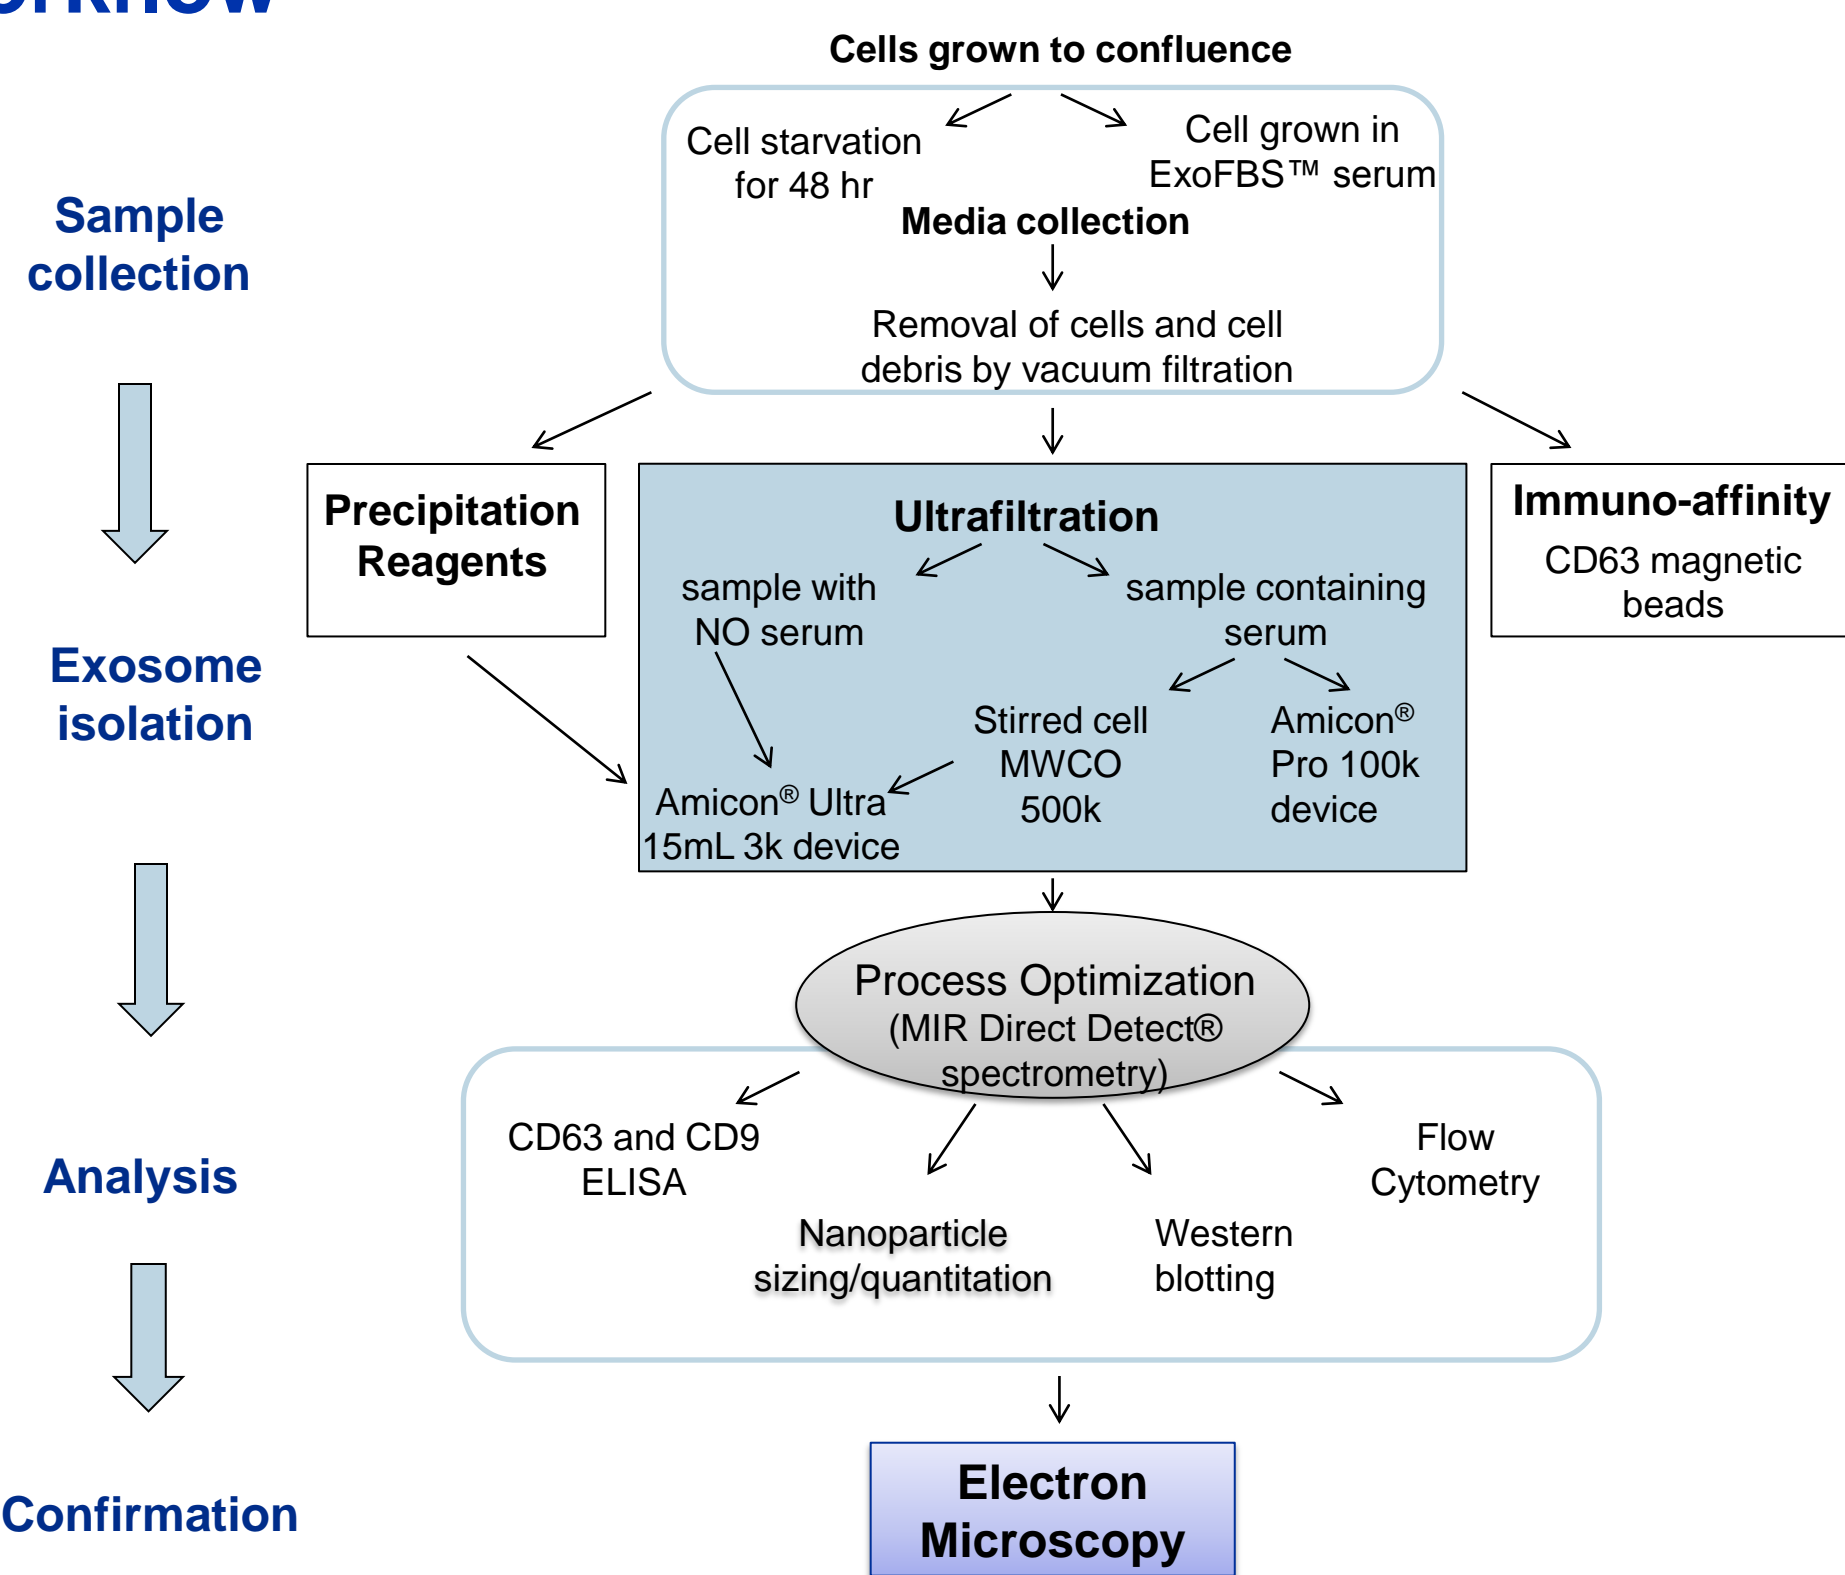 Cells grown to confluence
Cell starvation
for 48 hr
Cell grown in
ExoFBS™ serum
Media collection
Removal of cells and cell
debris by vacuum filtration
Sample
collection
Precipitation
Reagents
Ultrafiltration
sample with
NO serum
sample containing
serum
Stirred cell
MWCO
500k
Amicon®
Pro 100k
device
Amicon® Ultra
15mL 3k device
Immuno-affinity
CD63 magnetic
beads
Exosome
isolation
Process Optimization
(MIR Direct Detect®
spectrometry)
CD63 and CD9
ELISA
Nanoparticle
sizing/quantitation
Western
blotting
Flow
Cytometry
Analysis
Electron
Microscopy
Confirmation